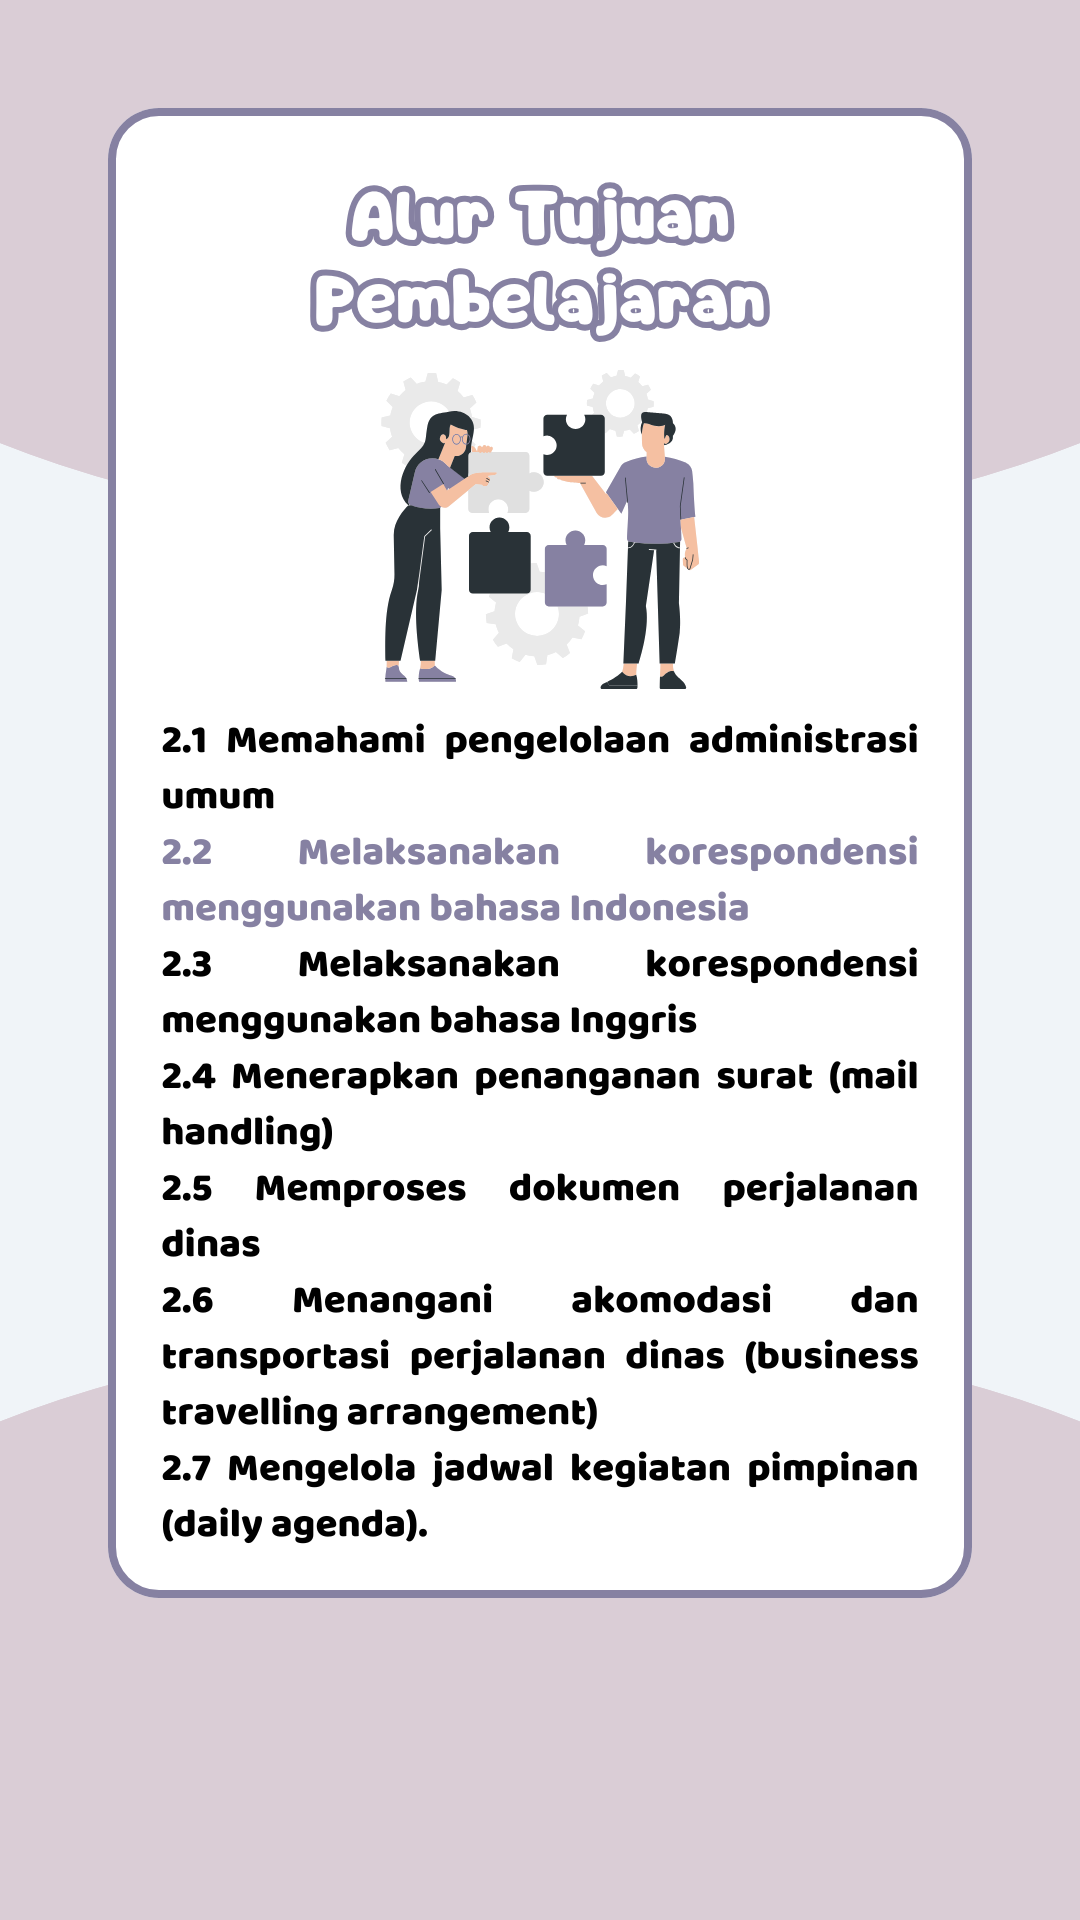 Alur Tujuan
Pembelajaran
2.1 Memahami pengelolaan administrasi
umum
2.2 Melaksanakan korespondensi
menggunakan bahasa Indonesia
2.3 Melaksanakan korespondensi
menggunakan bahasa Inggris
2.4 Menerapkan penanganan surat (mail
handling)
2.5 Memproses dokumen perjalanan
dinas
2.6 Menangani akomodasi dan
transportasi perjalanan dinas (business
travelling arrangement)
2.7 Mengelola jadwal kegiatan pimpinan
(daily agenda).